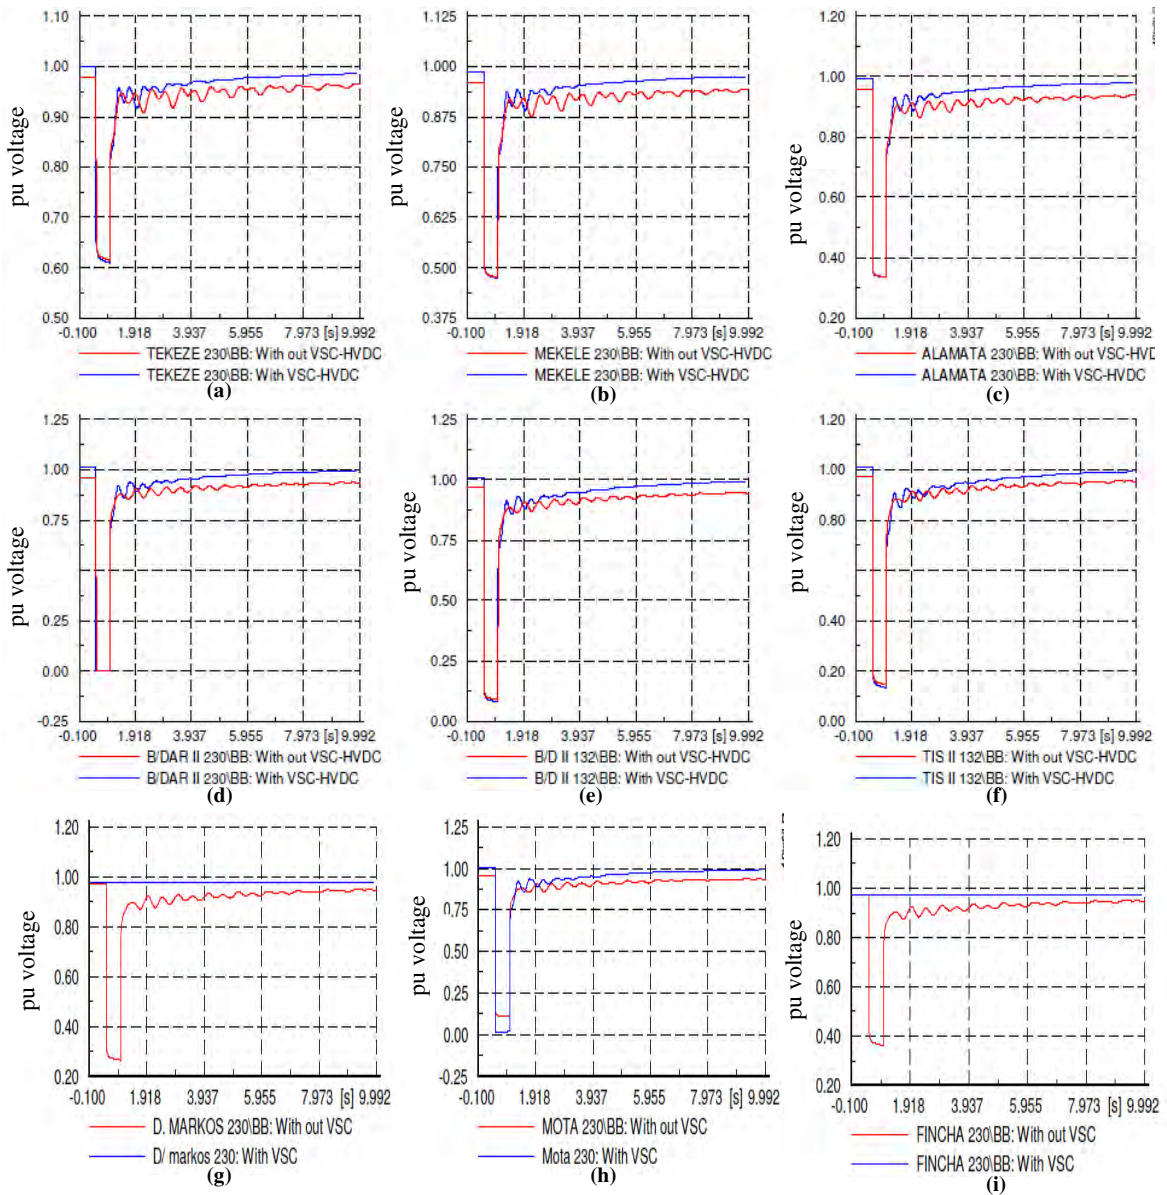 1.10
1.00
0.90
0.80
0.70
0.60
0.50
pu voltage
-0.100 1.918 3.937 5.955 7.973 [s] 9.992
TEKEZE 230\BB: With out VSC-HVDC
TEKEZE 230\BB: With VSC-HVDC
(a)
1.125
1.000
0.875
0.750
0.625
0.500
0.375
pu voltage
-0.100 1.918 3.937 5.955 7.973 [s] 9.992
MEKELE 230\BB: With out VSC-HVDC
MEKELE 230\BB: With VSC-HVDC
(b)
1.20
1.00
0.80
0.60
0.40
0.20
pu voltage
-0.100 1.918 3.937 5.955 7.973 [s] 9.992
ALAMATA 230\BB: With out VSC-HVD
ALAMATA 230\BB: With VSC-HVDC
(c)
1.25
1.00
0.75
0.25
0.00
-0.25
pu voltage
-0.100 1.918 3.937 5.955 7.973 [s] 9.992
B/DAR II 230\BB: With out VSC-HVDC
B/DAR II 230\BB: With VSC-HVDC
(d)
1.25
1.00
0.75
0.50
0.25
0.00
pu voltage
-0.100 1.918 3.937 5.955 7.973 [s] 9.992
B/D II 132\BB: With out VSC-HVDC
B/D II 132\BB: With VSC-HVDC
(e)
1.20
1.00
0.80
0.40
0.20
0.00
pu voltage
-0.100 1.918 3.937 5.955 7.973 [s] 9.992
TIS II 132\BB: With out VSC-HVDC
TIS II 132\BB: With VSC-HVDC
(f)
1.20
1.00
0.80
0.60
0.40
0.20
pu voltage
-0.100 1.918 3.937 5.955 7.973 [s] 9.992
D. MARKOS 230\BB: With out VSC
D/ markos 230: With VSC
(g)
1.25
1.00
0.75
0.50
0.25
0.00
-0.25
pu voltage
-0.100 1.918 3.937 5.955 7.973 [s] 9.992
MOTA 230\BB: With out VSC
Mota 230: With VSC
(h)
1.20
1.00
0.80
0.60
0.40
0.20
pu voltage
-0.100 1.918 3.937 5.955 7.973 [s] 9.992
FINCHA 230\BB: With out VSC
FINCHA 230\BB: With VSC
(i)